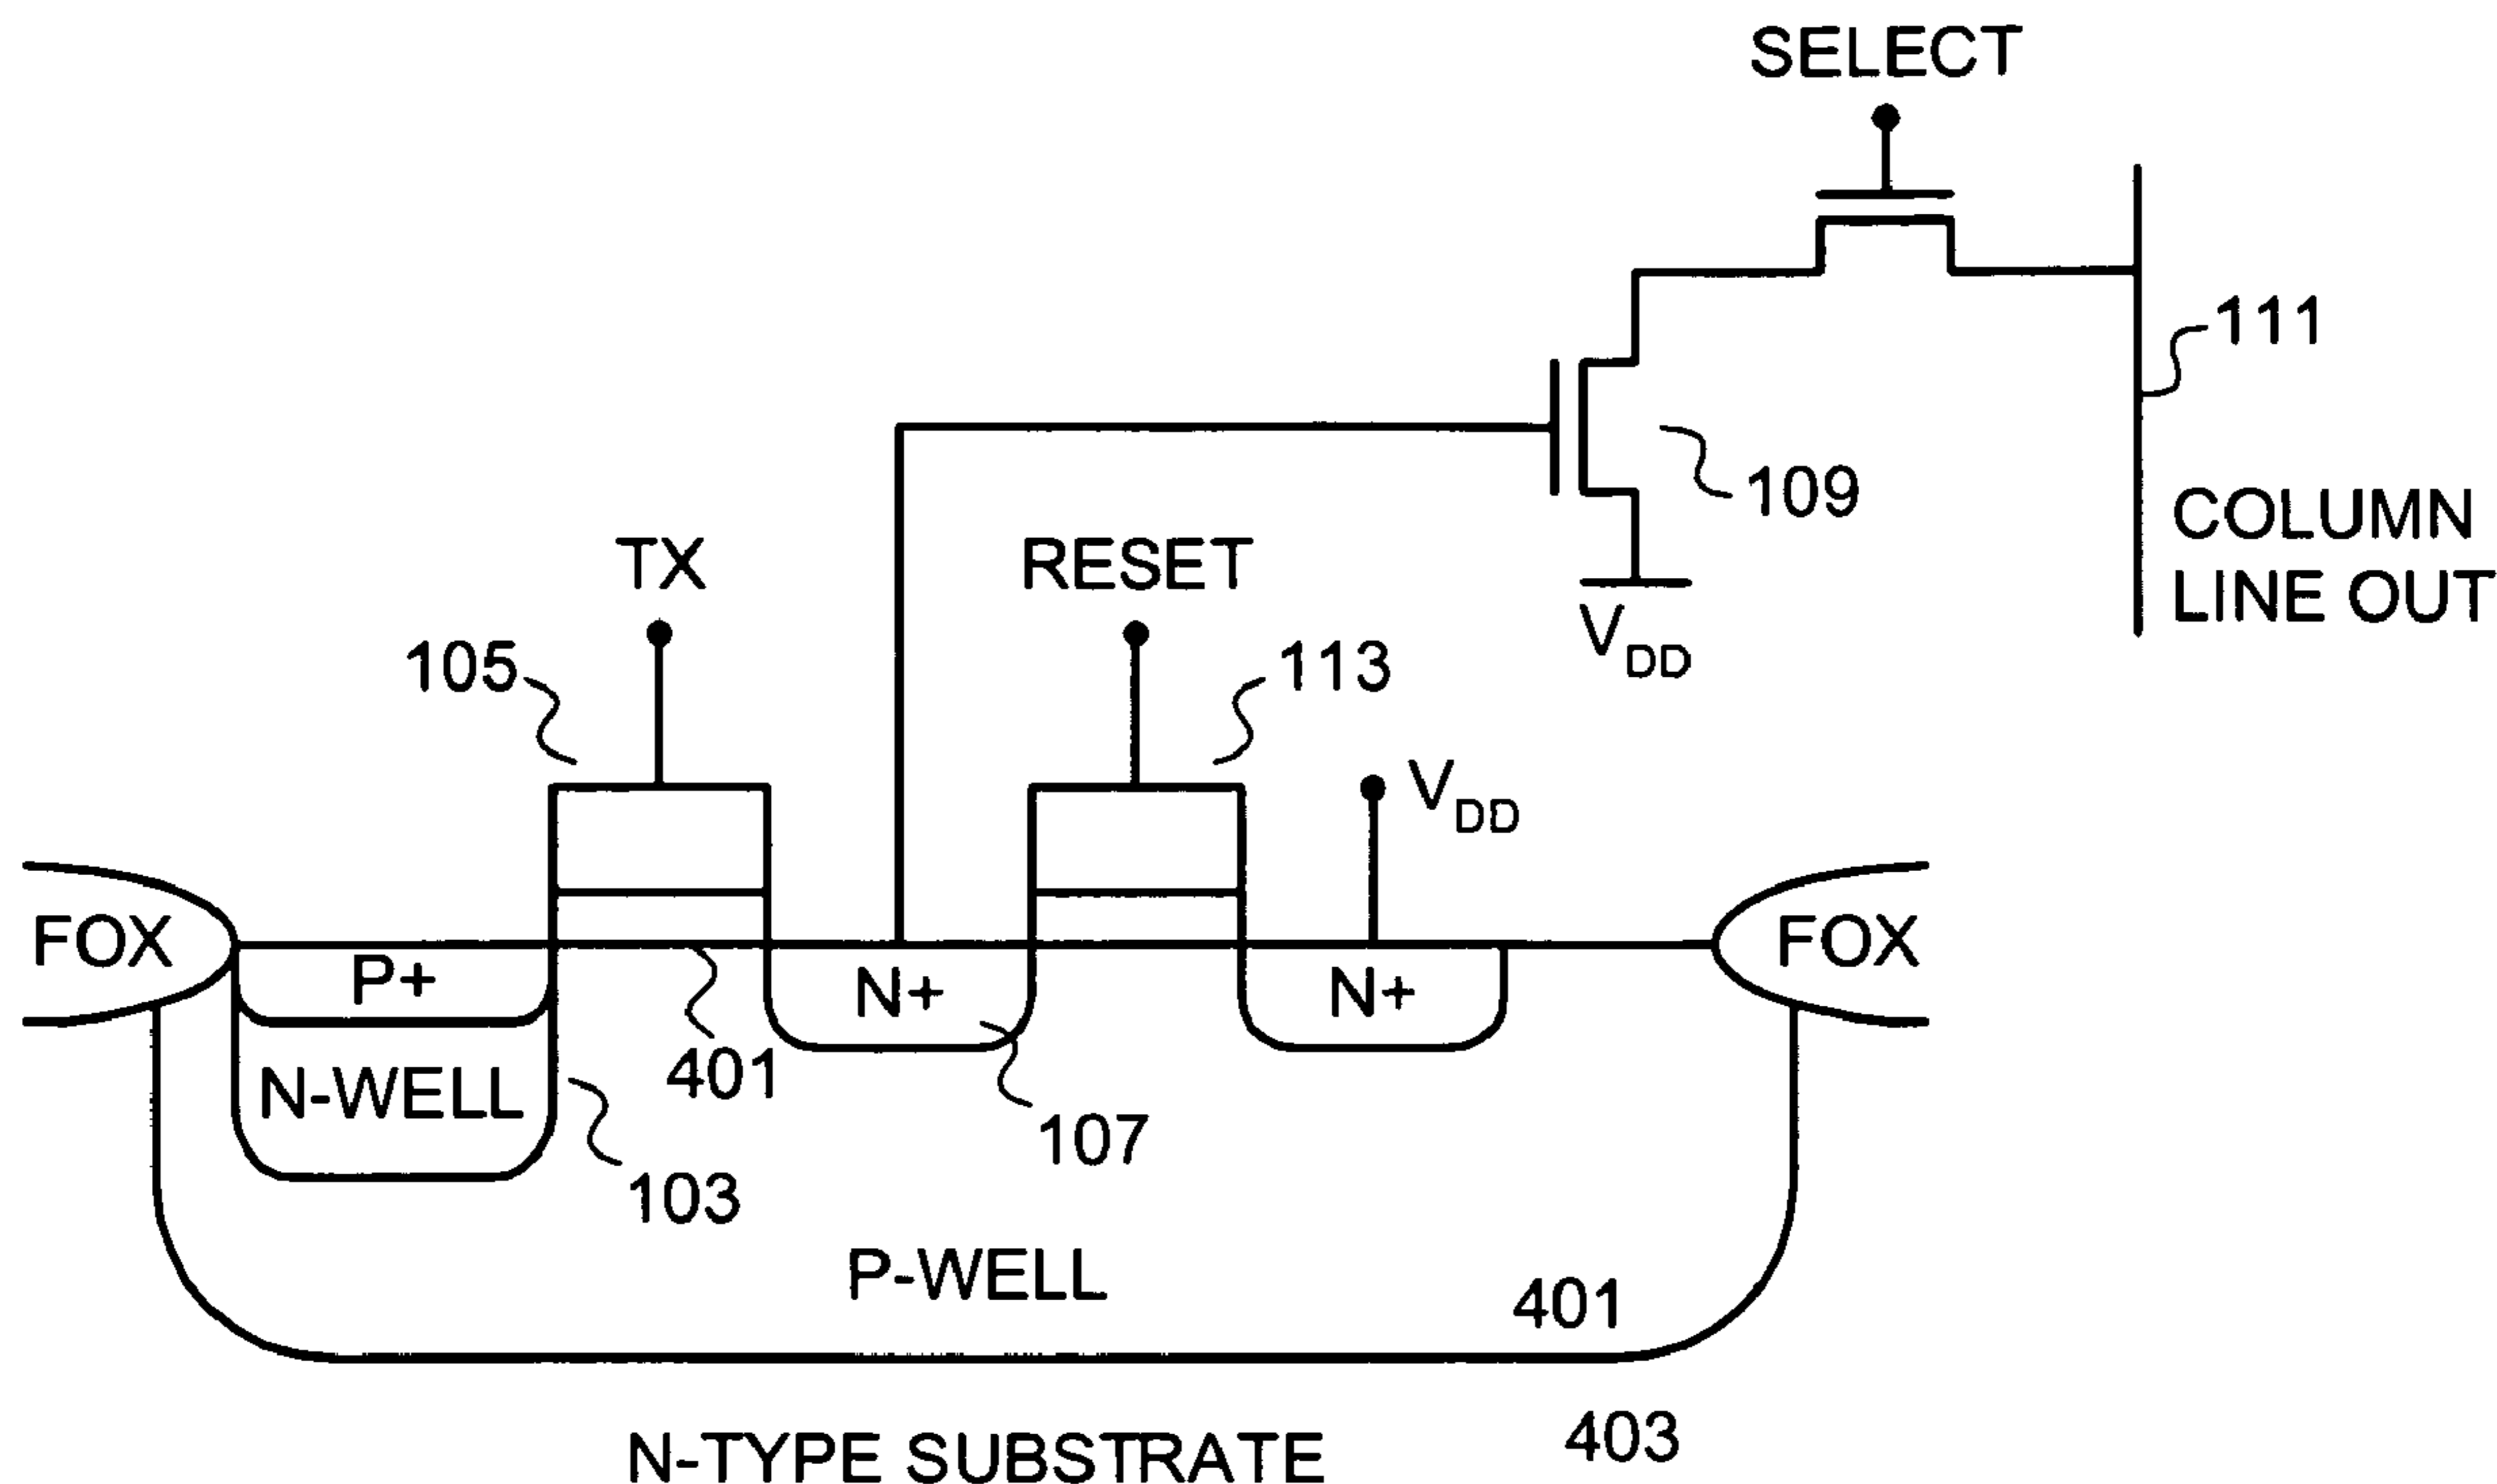 SELECT
111
109
COLUMN
LINE OUT
TX
RESET
VDD
105
113
VDD
FOX
FOX
P+
N+
N+
401
N-WELL
107
103
P-WELL
401
403
N-TYPE SUBSTRATE